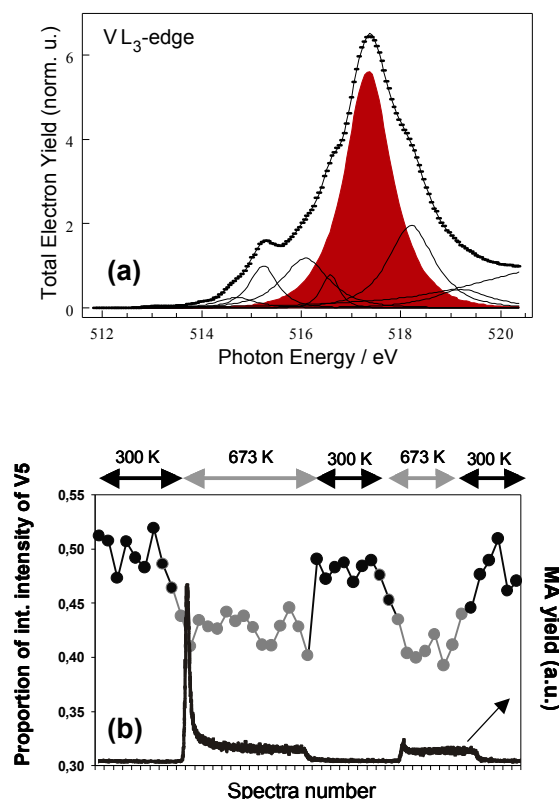 V L3-edge
Total Electron Yield (norm. u.)
6
4
2
0
(a)
512 514 516 518 520
Photon Energy / eV
300 K 673 K 300 K 673 K 300 K
Proportion of int. intensity of V5
0,55
0,50
0,45
0,40
0,35
0,30
(b)
MA yield (a.u.)
Spectra number